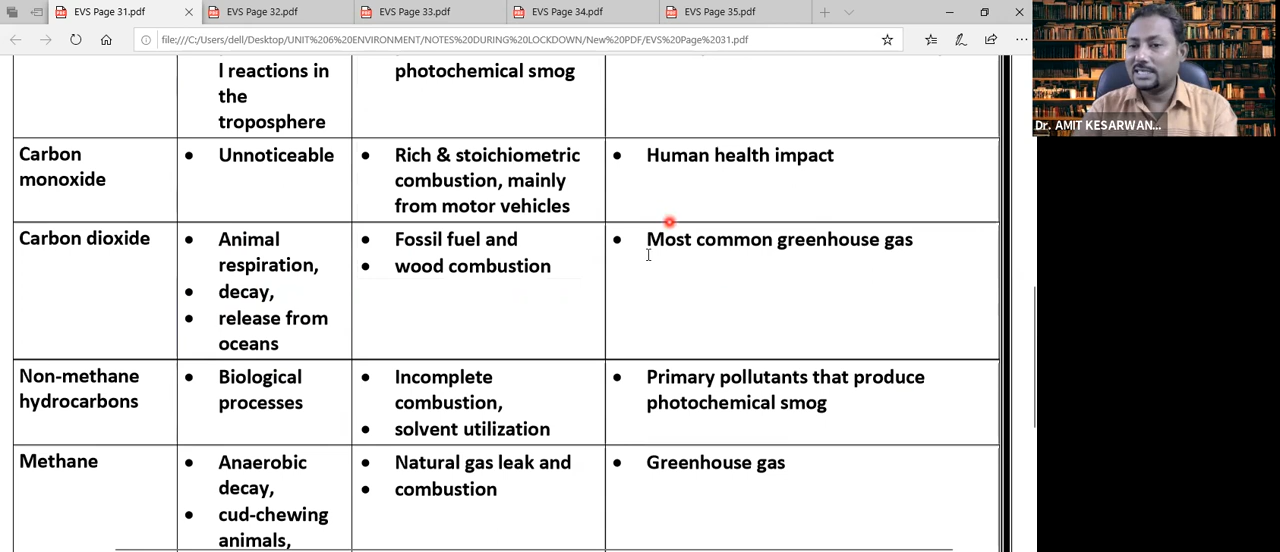 EVS Page 31.pdf
EVS Page 32.pdf
EVS Page 33.pdf
EVS Page 34.pdf
EVS Page 35.pdf
file:///C:/Users/dell/Desktop/UNIT%206%20ENVIRONMENT/NOTES%20DURING%20LOCKDOWN/New%20PDF/EVS%20Page%2031.pdf
Dr. AMIT KESARWAN...
l reactions in
the
troposphere
photochemical smog
Carbon
monoxide
• Unnoticeable
• Rich & stoichiometric
combustion, mainly
from motor vehicles
• Human health impact
Carbon dioxide
• Animal
respiration,
• decay,
• release from
oceans
• Fossil fuel and
• wood combustion
• Most common greenhouse gas
Non-methane
hydrocarbons
• Biological
processes
• Incomplete
combustion,
• solvent utilization
• Primary pollutants that produce
photochemical smog
Methane
• Anaerobic
decay,
• cud-chewing
animals,
• Natural gas leak and
• combustion
• Greenhouse gas